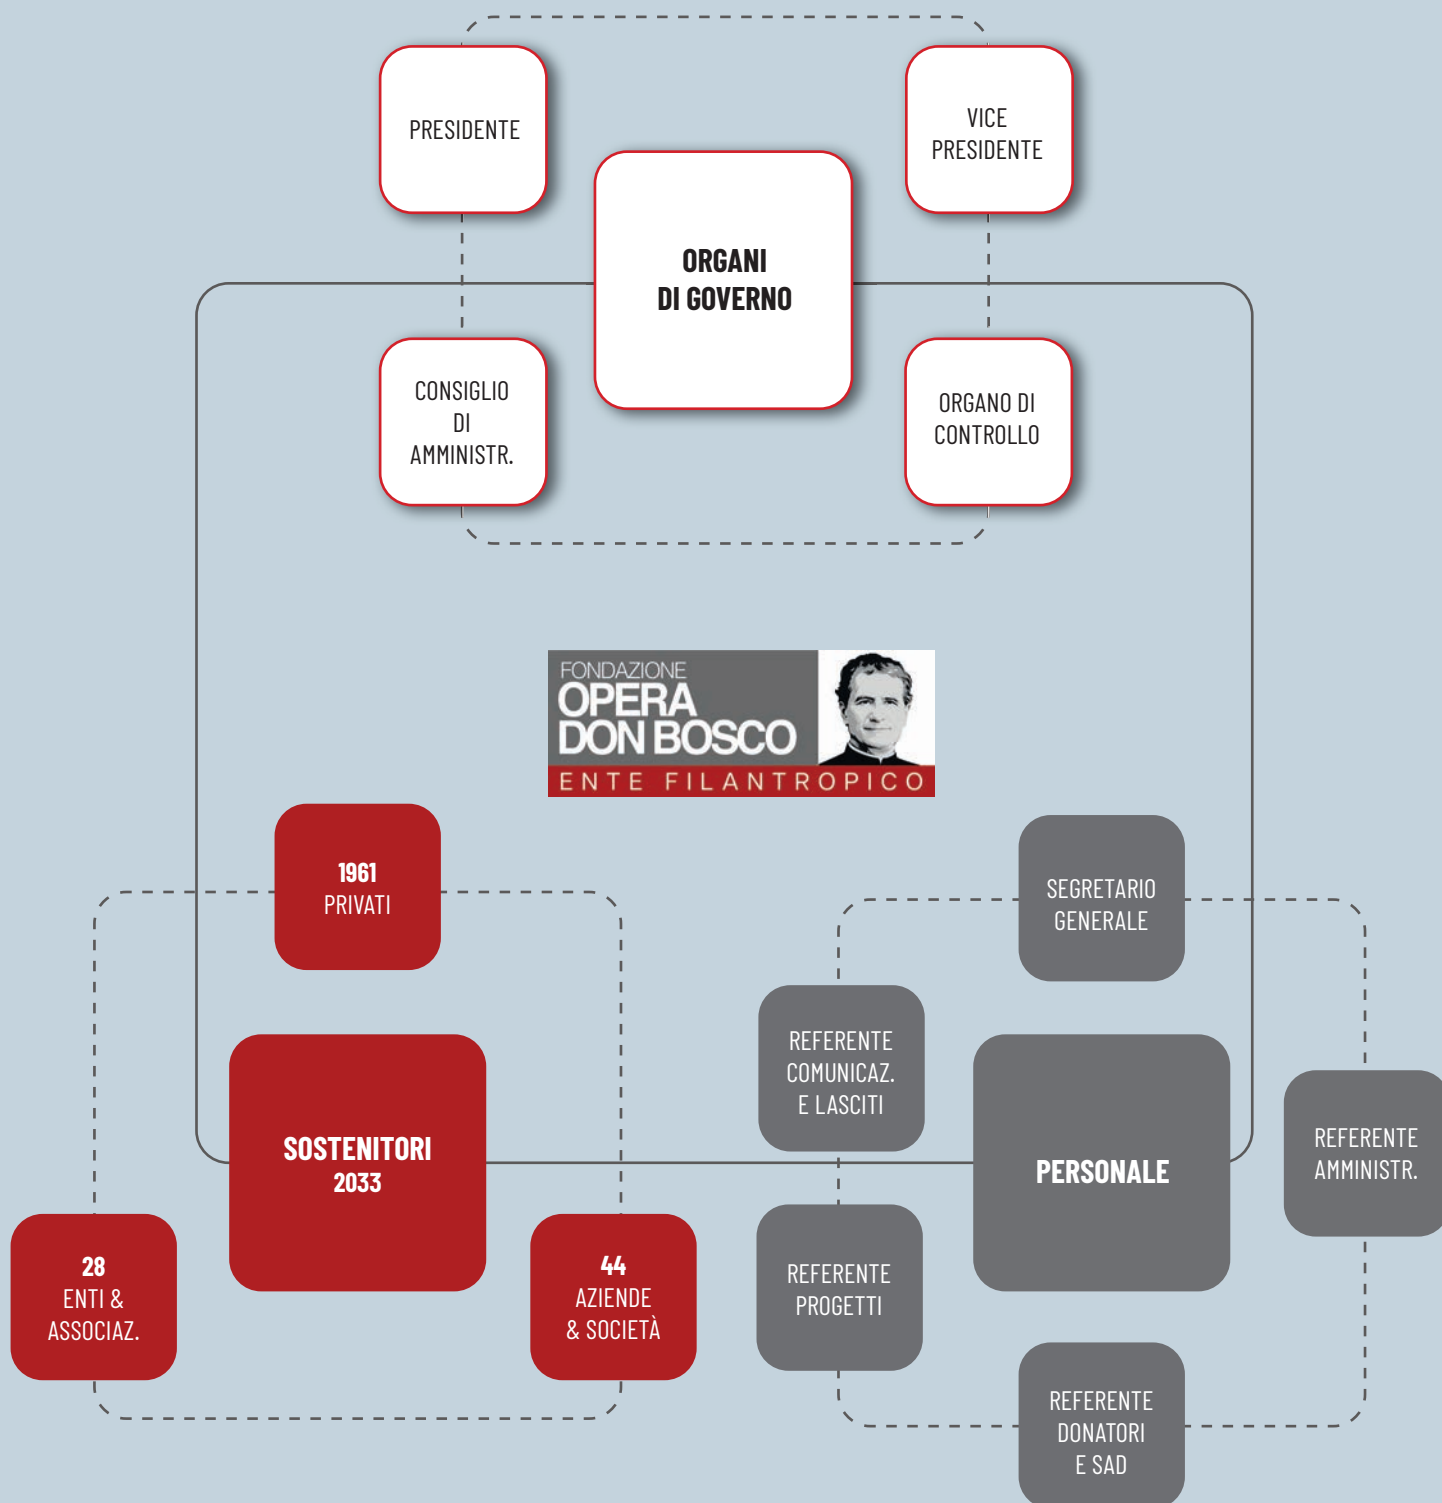 PRESIDENTE
VICE
PRESIDENTE
ORGANI
DI GOVERNO
CONSIGLIO
DI
AMMINISTR.
ORGANO DI
CONTROLLO
FONDAZIONE
OPERA
DON BOSCO
ENTE FILANTROPICO
1961
PRIVATI
SOSTENITORI
2033
28
ENTI &
ASSOCIAZ.
44
AZIENDE
& SOCIETÀ
SEGRETARIO
GENERALE
REFERENTE
COMUNICAZ.
E LASCITI
PERSONALE
REFERENTE
AMMINISTR.
REFERENTE
PROGETTI
REFERENTE
DONATORI
E SAD